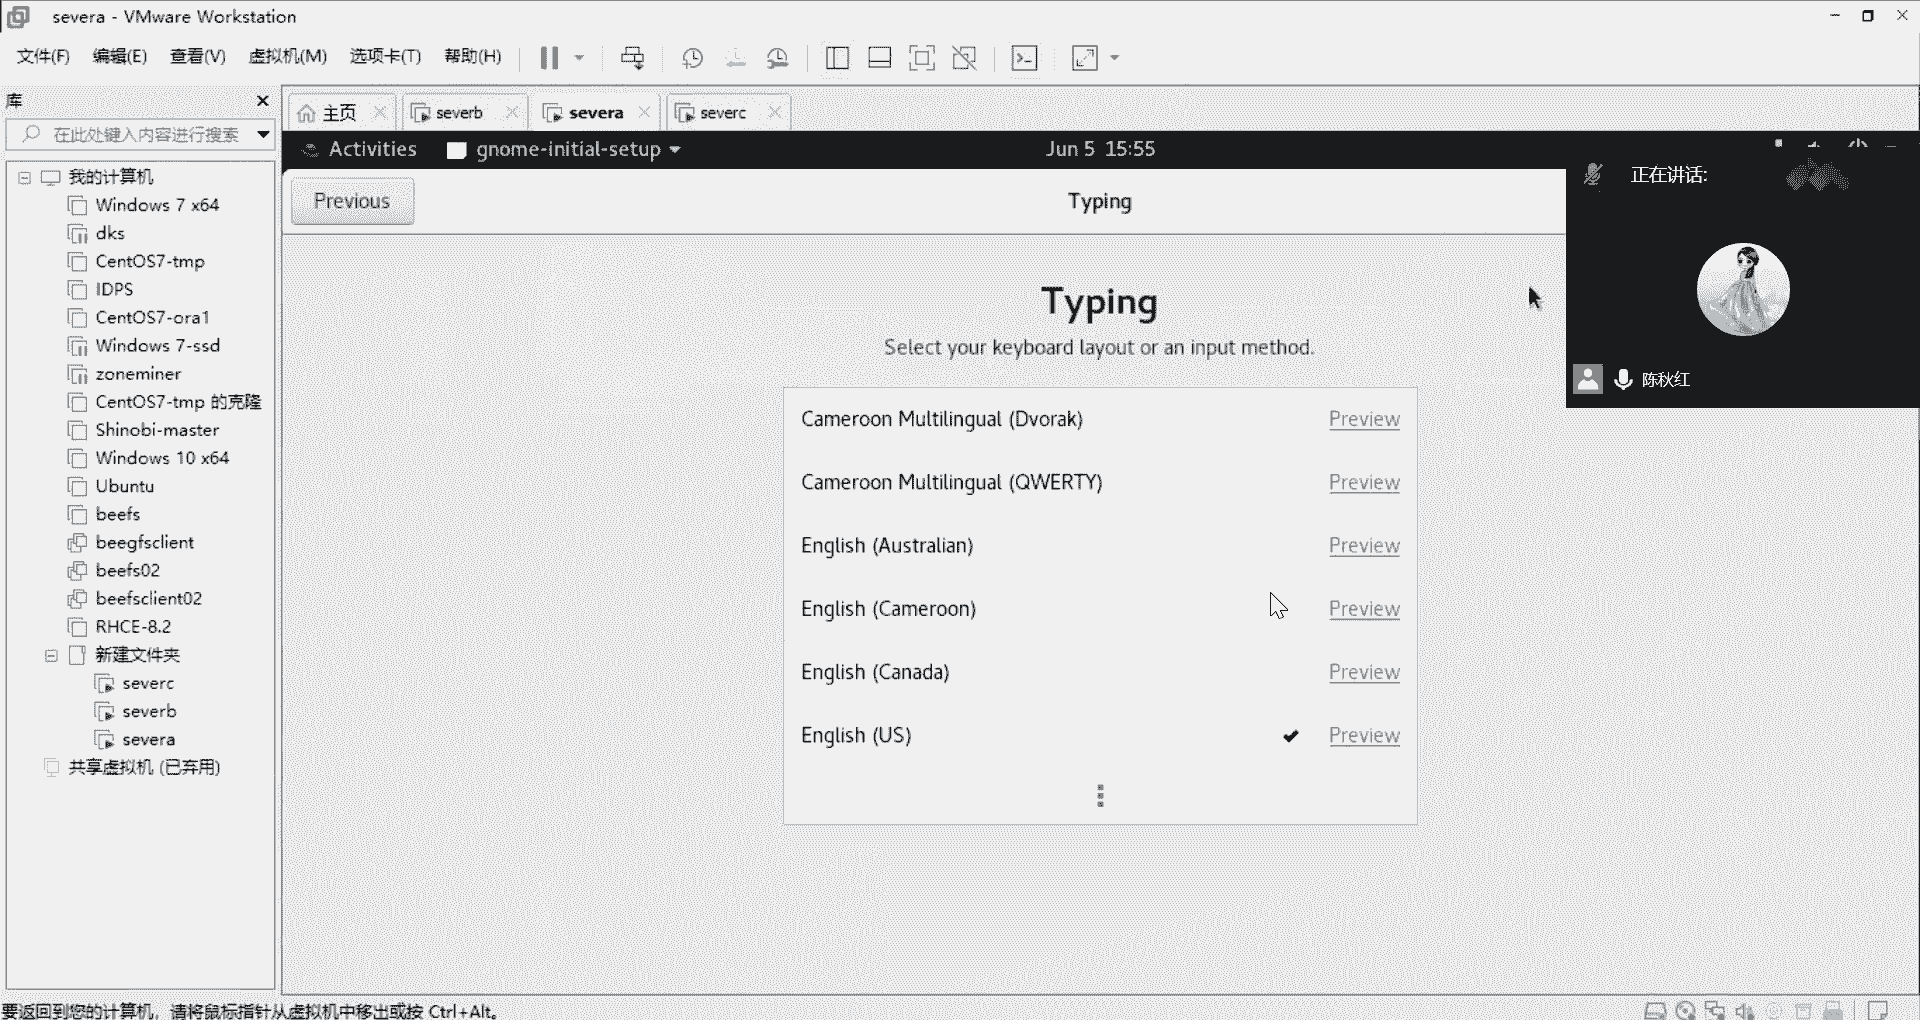 severa - VMware Workstation
文件(F) 编辑(E) 查看(V) 虚拟机(M) 选项卡(T) 帮助(H)
库
在此处键入内容进行搜索
我的计算机
Windows 7 x64
dks
CentOS7-tmp
IDPS
CentOS7-ora1
Windows 7-ssd
zoneminer
CentOS7-tmp 的克隆
Shinobi-master
Windows 10 x64
Ubuntu
beefs
beegfsclient
beefs02
beefsclient02
RHCE-8.2
新建文件夹
severc
severb
severa
共享虚拟机 (已弃用)
主页 severb severa severc
Activities gnome-initial-setup Jun 5 15:55
Previous Typing
Typing
Select your keyboard layout or an input method.
Cameroon Multilingual (Dvorak) Preview
Cameroon Multilingual (QWERTY) Preview
English (Australian) Preview
English (Cameroon) Preview
English (Canada) Preview
English (US) Preview
正在讲话:
陈秋红
要返回到您的计算机，请将鼠标指针从虚拟机中移出或按 Ctrl+Alt。